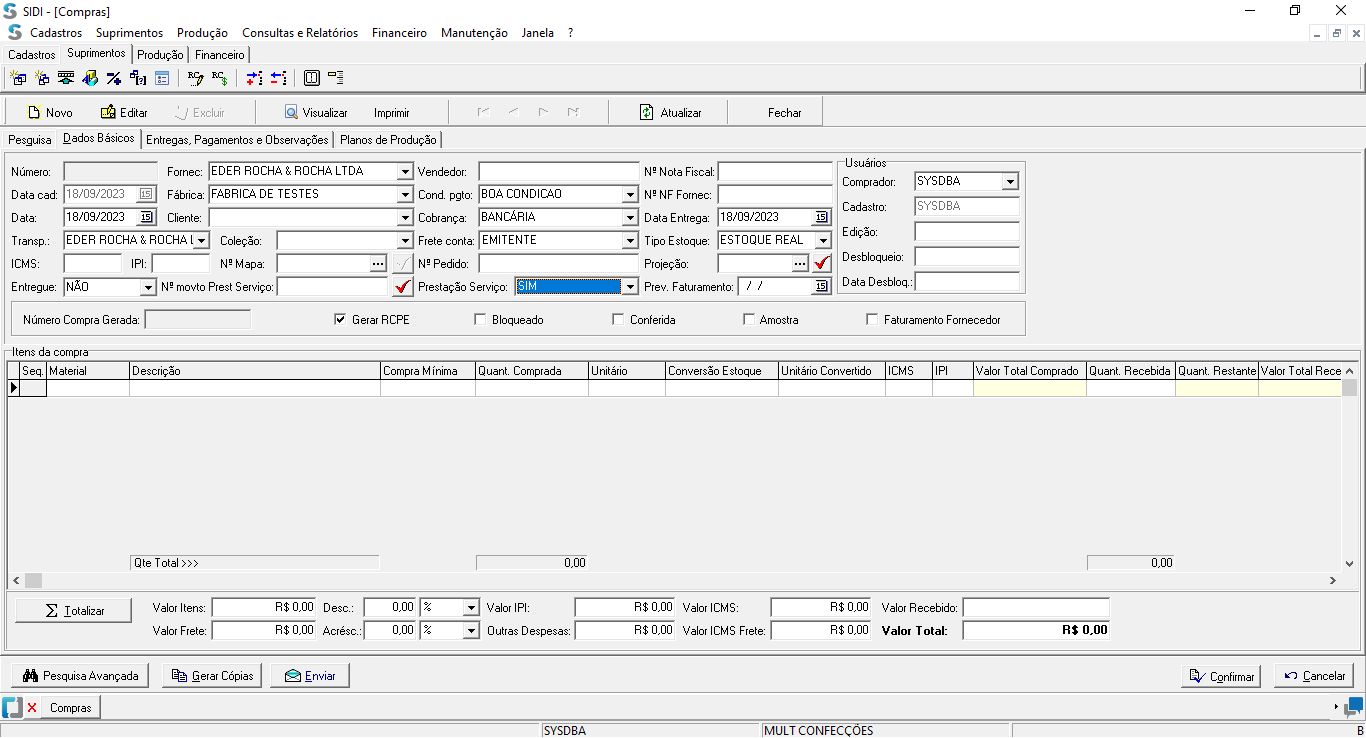 SIDI - [Compras]
Cadastros Suprimentos Produção Consultas e Relatórios Financeiro Manutenção Janela ?
Cadastros Suprimentos Produção Financeiro
Novo Editar Excluir Visualizar Imprimir Atualizar Fechar
Pesquisa Dados Básicos Entregas, Pagamentos e Observações Planos de Produção
Usuários
Número: Fornec: EDER ROCHA & ROCHA LTDA Vendedor: Nº Nota Fiscal:
Comprador: SYSDBA
Data cad: 18/09/2023 15 Fábrica: FABRICA DE TESTES Cond. pgto: BOA CONDICAO Nº NF Fornec:
Cadastro: SYSDBA
Data: 18/09/2023 15 Cliente: Cobrança: BANCÁRIA Data Entrega: 18/09/2023 15
Edição:
Transp.: EDER ROCHA & ROCHA L Coleção: Frete conta: EMITENTE Tipo Estoque: ESTOQUE REAL
Desbloqueio:
ICMS: IPI: Nº Mapa: ... Nº Pedido: Projeção: ...
Data Desbloq.:
Entregue: NÃO Nº movto Prest Serviço: Prestação Serviço: SIM Prev. Faturamento: / / 15
Número Compra Gerada: Gerar RCPE Bloqueado Conferida Amostra Faturamento Fornecedor
Itens da compra
Seq. Material Descrição Compra Mínima Quant. Comprada Unitário Conversão Estoque Unitário Convertido ICMS IPI Valor Total Comprado Quant. Recebida Quant. Restante Valor Total Rece
Qte Total >>> 0,00 0,00
Totalizar Valor Itens: R$ 0,00 Desc.: 0,00 % Valor IPI: R$ 0,00 Valor ICMS: R$ 0,00 Valor Recebido:
Valor Frete: R$ 0,00 Acrésc.: 0,00 % Outras Despesas: R$ 0,00 Valor ICMS Frete: R$ 0,00 Valor Total: R$ 0,00
Pesquisa Avançada Gerar Cópias Enviar Confirmar Cancelar
Compras
SYSDBA MULT CONFECÇÕES B